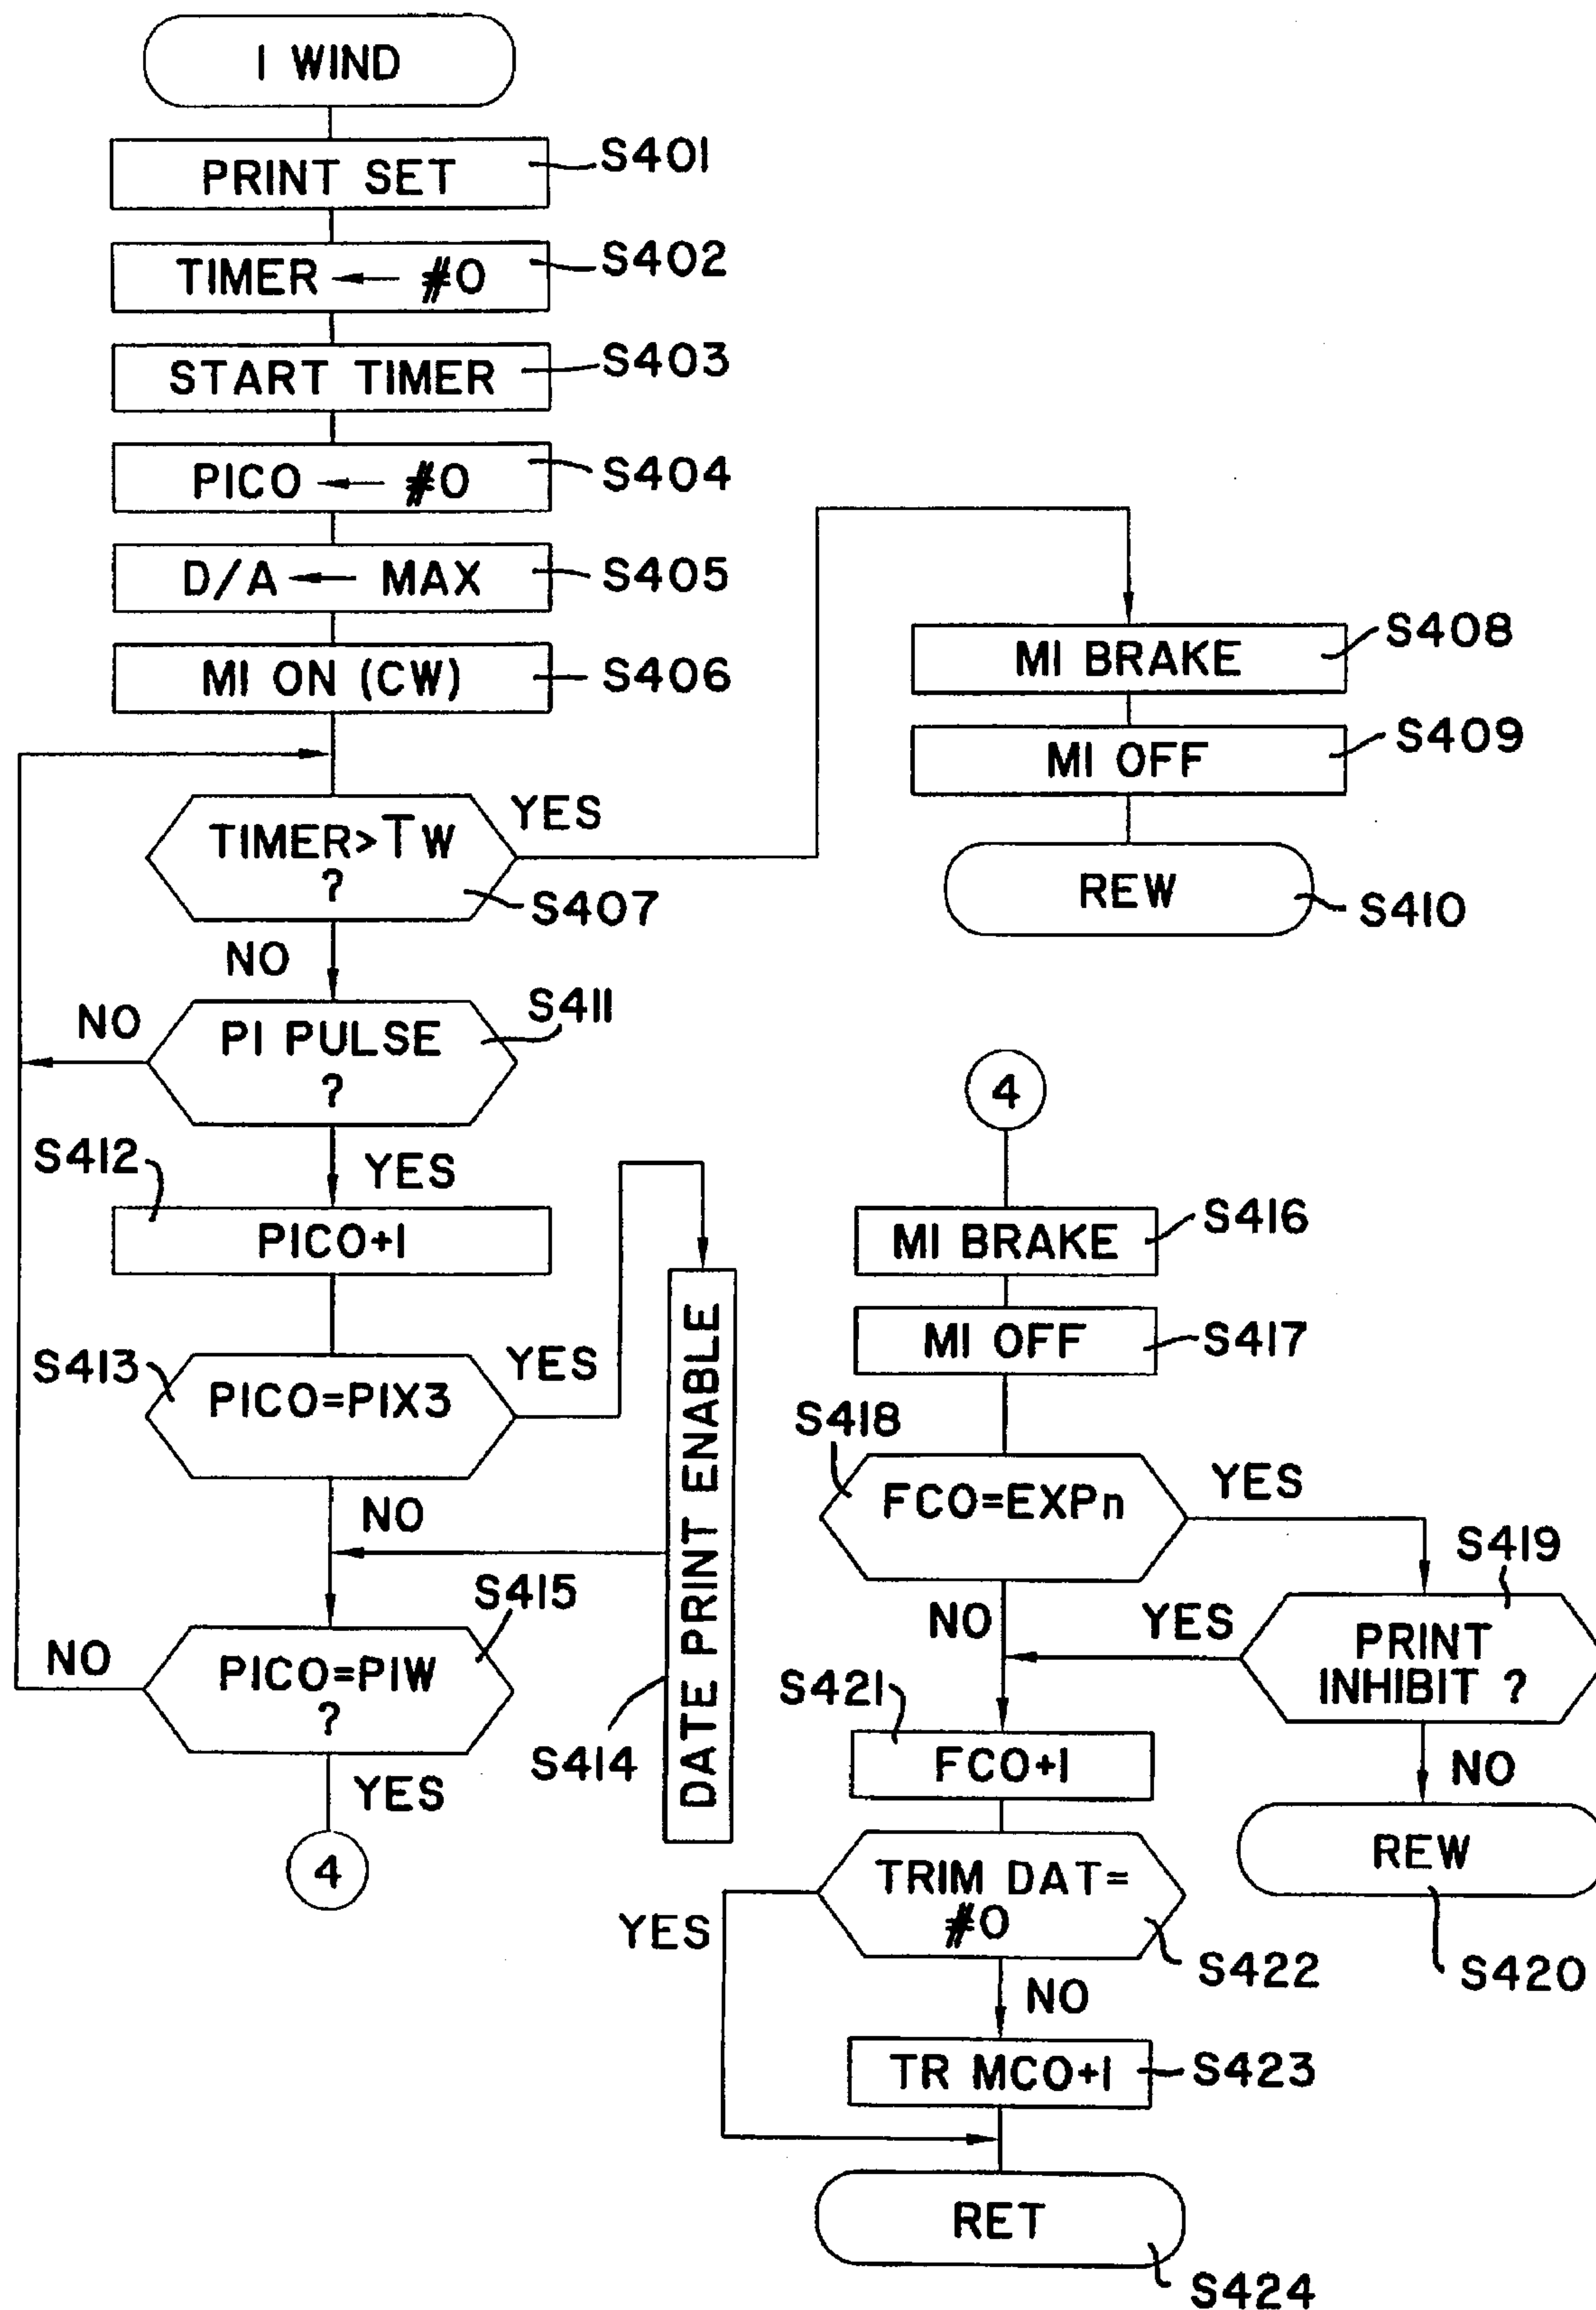 I WIND
PRINT SET
S401
TIMER ← #0
S402
START TIMER
S403
PICO ← #0
S404
D/A ← MAX
S405
MI ON (CW)
S406
TIMER>TW
?
YES
S407
NO
MI BRAKE
S408
MI OFF
S409
REW
S410
PI PULSE
?
S411
NO
YES
S412
PICO+1
S413
PICO=PIX3
YES
NO
DATE PRINT ENABLE
S414
S415
PICO=PIW
?
NO
YES
4
4
MI BRAKE
S416
MI OFF
S417
S418
FCO=EXPn
YES
NO
S419
PRINT
INHIBIT ?
YES
NO
REW
S420
S421
FCO+1
TRIM DAT=
#0
YES
S422
NO
TR MCO+1
S423
RET
S424